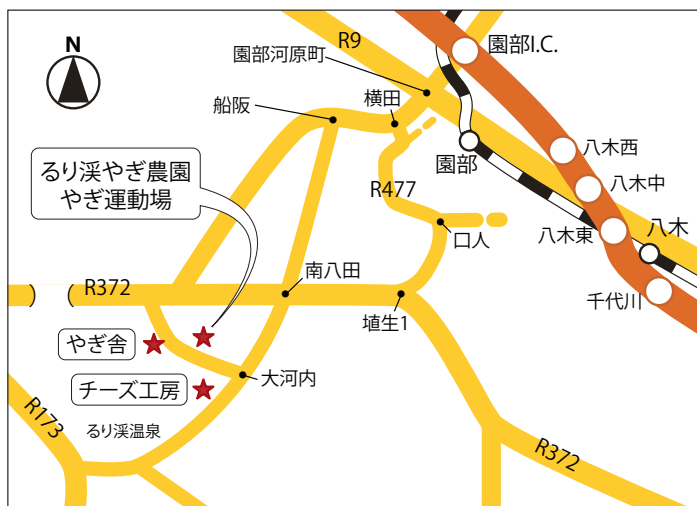 N
R9
園部I.C.
園部河原町
横田
船阪
るり渓やぎ農園
やぎ運動場
園部
八木西
八木中
R477
八木東
八木
口人
千代川
R372
南八田
埴生1
やぎ舎
大河内
チーズ工房
R173
るり渓温泉
R372